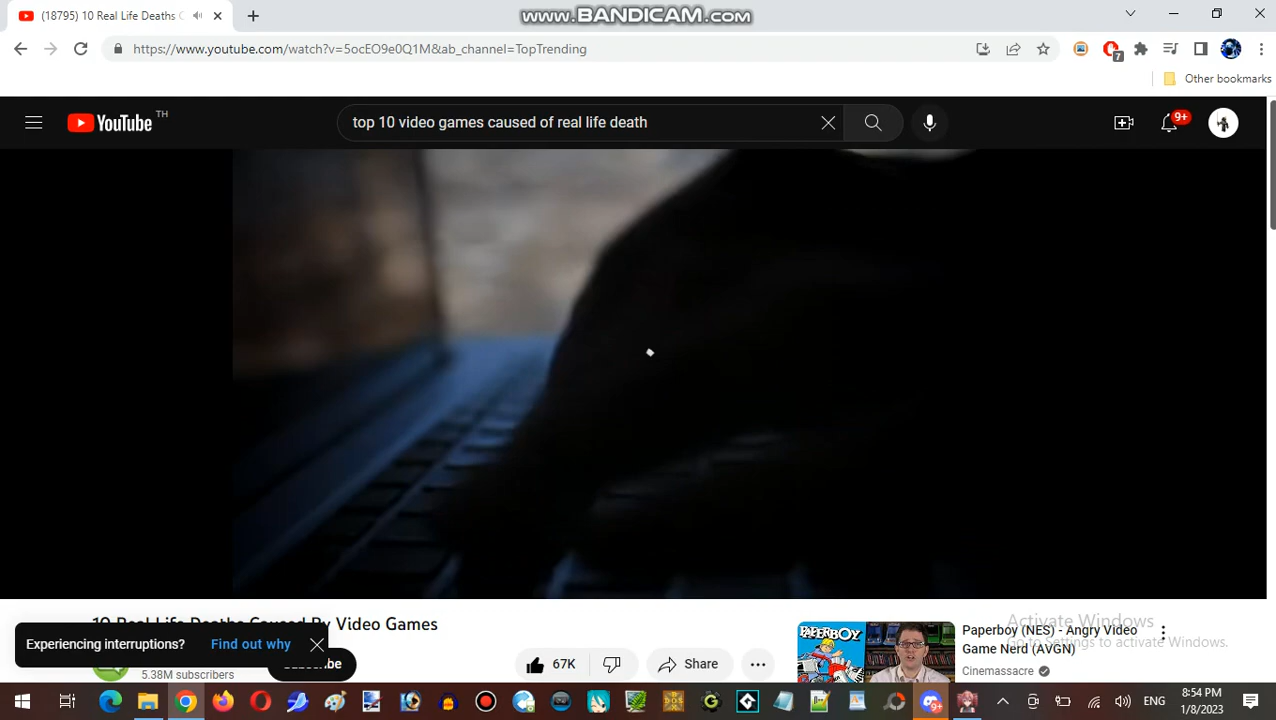 (18795) 10 Real Life Deaths C
www.BANDICAM.com
https://www.youtube.com/watch?v=5ocEO9e0Q1M&ab_channel=TopTrending
7
Other bookmarks
YouTube TH
top 10 video games caused of real life death
9+
10 Real Life Deaths Caused By Video Games
Experiencing interruptions? Find out why
5.38M subscribers
Subscribe
67K
Share
PAPERBOY
Paperboy (NES) - Angry Video
Game Nerd (AVGN)
Cinemassacre
Activate Windows
Go to Settings to activate Windows.
ENG
8:54 PM
1/8/2023